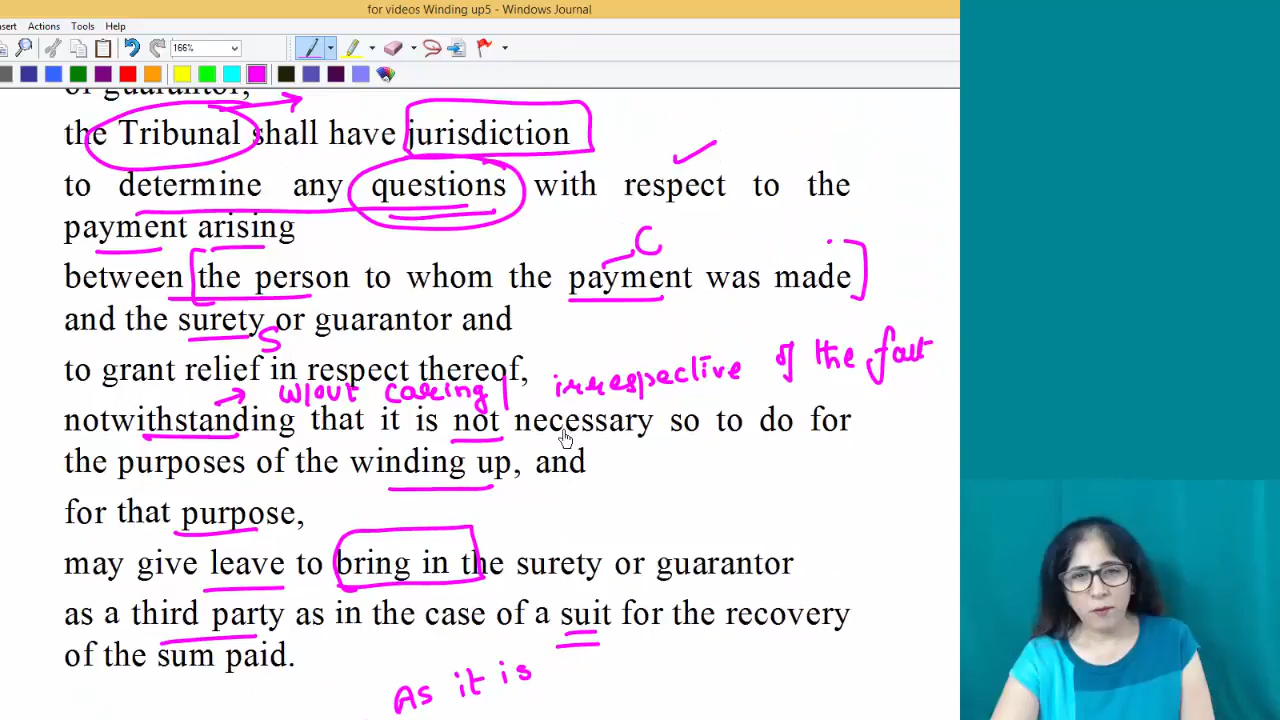 for videos Winding up5 - Windows Journal
nsert Actions Tools Help
166%
or guarantor,
the Tribunal shall have jurisdiction
to determine any questions with respect to the
payment arising
C
between the person to whom the payment was made
and the surety or guarantor and
S
to grant relief in respect thereof,
w/out caring | irrespective of the fact
notwithstanding that it is not necessary so to do for
the purposes of the winding up, and
for that purpose,
may give leave to bring in the surety or guarantor
as a third party as in the case of a suit for the recovery
of the sum paid.
As it is